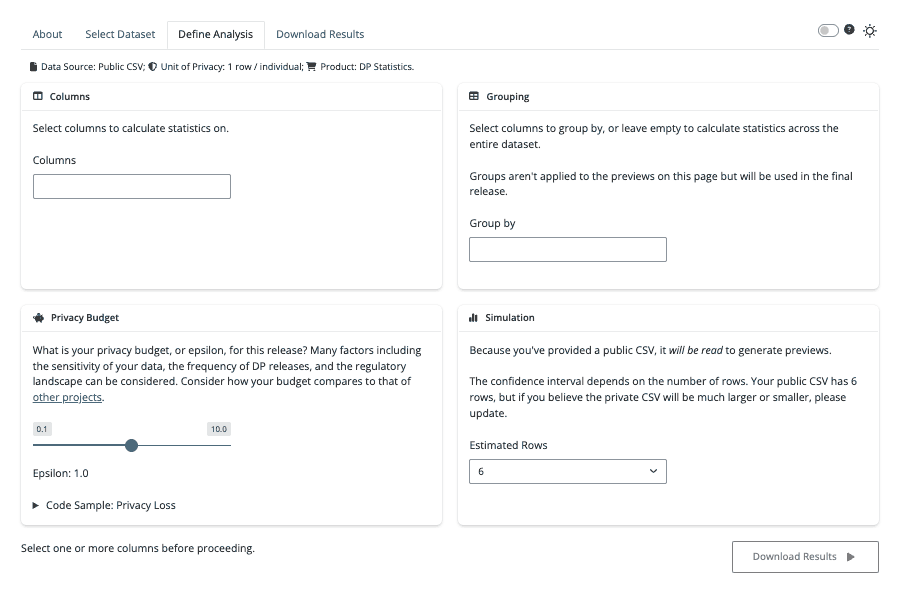 About Select Dataset Define Analysis Download Results
Data Source: Public CSV; Unit of Privacy: 1 row / individual; Product: DP Statistics.
Columns
Select columns to calculate statistics on.
Columns
Grouping
Select columns to group by, or leave empty to calculate statistics across the
entire dataset.
Groups aren't applied to the previews on this page but will be used in the final
release.
Group by
Privacy Budget
What is your privacy budget, or epsilon, for this release? Many factors including
the sensitivity of your data, the frequency of DP releases, and the regulatory
landscape can be considered. Consider how your budget compares to that of
other projects.
0.1 10.0
Epsilon: 1.0
Code Sample: Privacy Loss
Simulation
Because you've provided a public CSV, it will be read to generate previews.
The confidence interval depends on the number of rows. Your public CSV has 6
rows, but if you believe the private CSV will be much larger or smaller, please
update.
Estimated Rows
6
Select one or more columns before proceeding.
Download Results